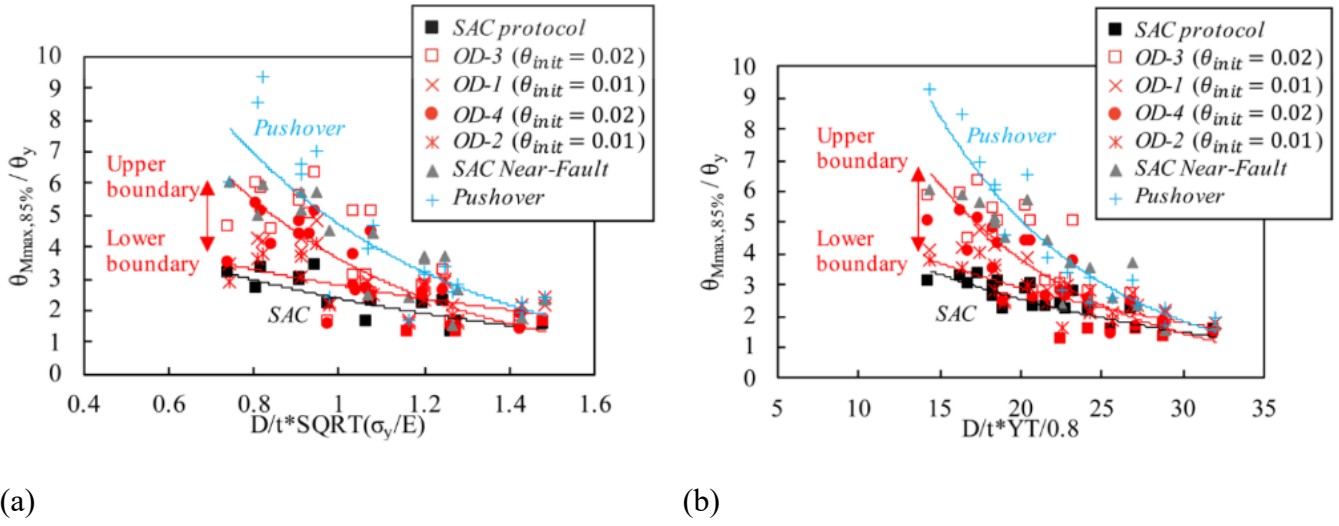 SAC protocol
OD-3 (θinit = 0.02)
OD-1 (θinit = 0.01)
OD-4 (θinit = 0.02)
OD-2 (θinit = 0.01)
SAC Near-Fault
Pushover
10
9
8
7
6
5
4
3
2
1
0
θMmax,85% / θy
Pushover
Upper
boundary
Lower
boundary
SAC
0.4 0.6 0.8 1.0 1.2 1.4 1.6
D/t*SQRT(σy/E)
(a)
SAC protocol
OD-3 (θinit = 0.02)
OD-1 (θinit = 0.01)
OD-4 (θinit = 0.02)
OD-2 (θinit = 0.01)
SAC Near-Fault
Pushover
10
9
8
7
6
5
4
3
2
1
0
θMmax,85% / θy
Pushover
Upper
boundary
Lower
boundary
SAC
5 10 15 20 25 30 35
D/t*YT/0.8
(b)